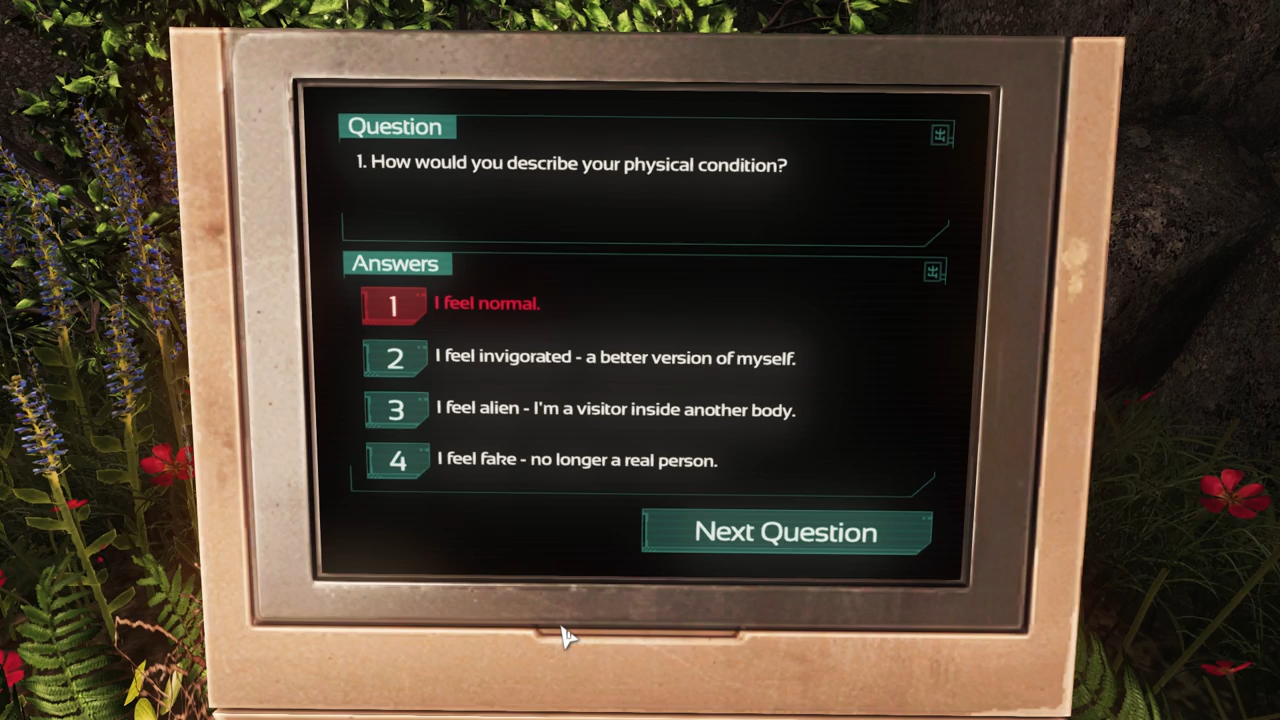 Question
1. How would you describe your physical condition?
Answers
1 I feel normal.
2 I feel invigorated - a better version of myself.
3 I feel alien - I'm a visitor inside another body.
4 I feel fake - no longer a real person.
Next Question